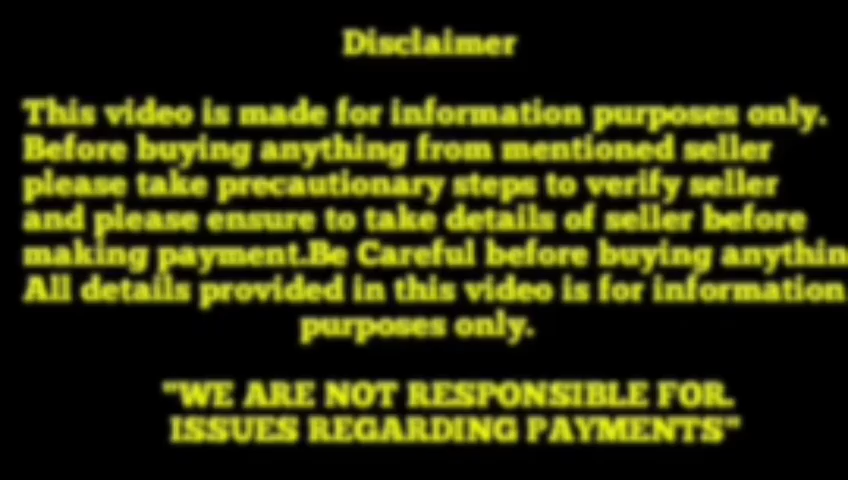 Disclaimer
This video is made for information purposes only.
Before buying anything from mentioned seller
please take precautionary steps to verify seller
and please ensure to take details of seller before
making payment.Be Careful before buying anythin
All details provided in this video is for information
purposes only.
"WE ARE NOT RESPONSIBLE FOR.
ISSUES REGARDING PAYMENTS"